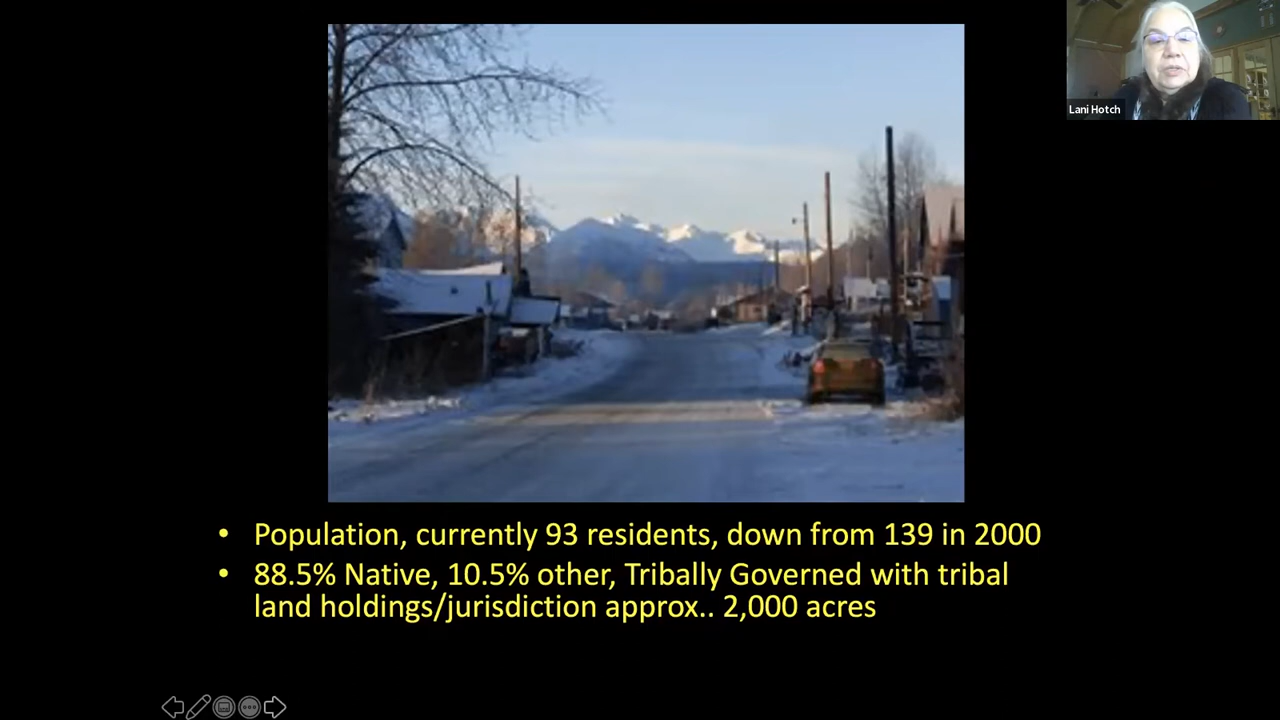 Lani Hotch
• Population, currently 93 residents, down from 139 in 2000
• 88.5% Native, 10.5% other, Tribally Governed with tribal
land holdings/jurisdiction approx.. 2,000 acres